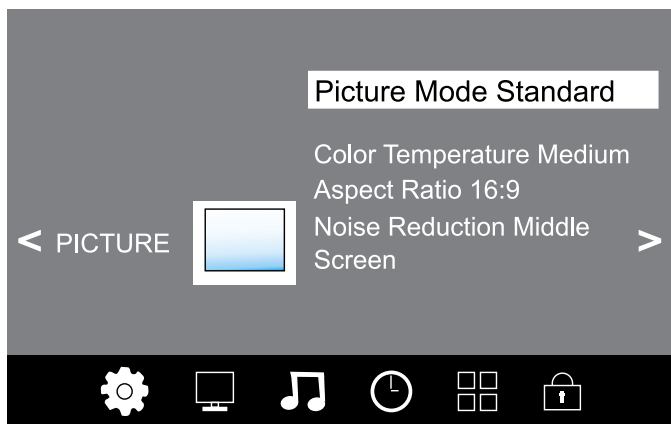 Picture Mode Standard
Color Temperature Medium
Aspect Ratio 16:9
Noise Reduction Middle
Screen
< PICTURE >